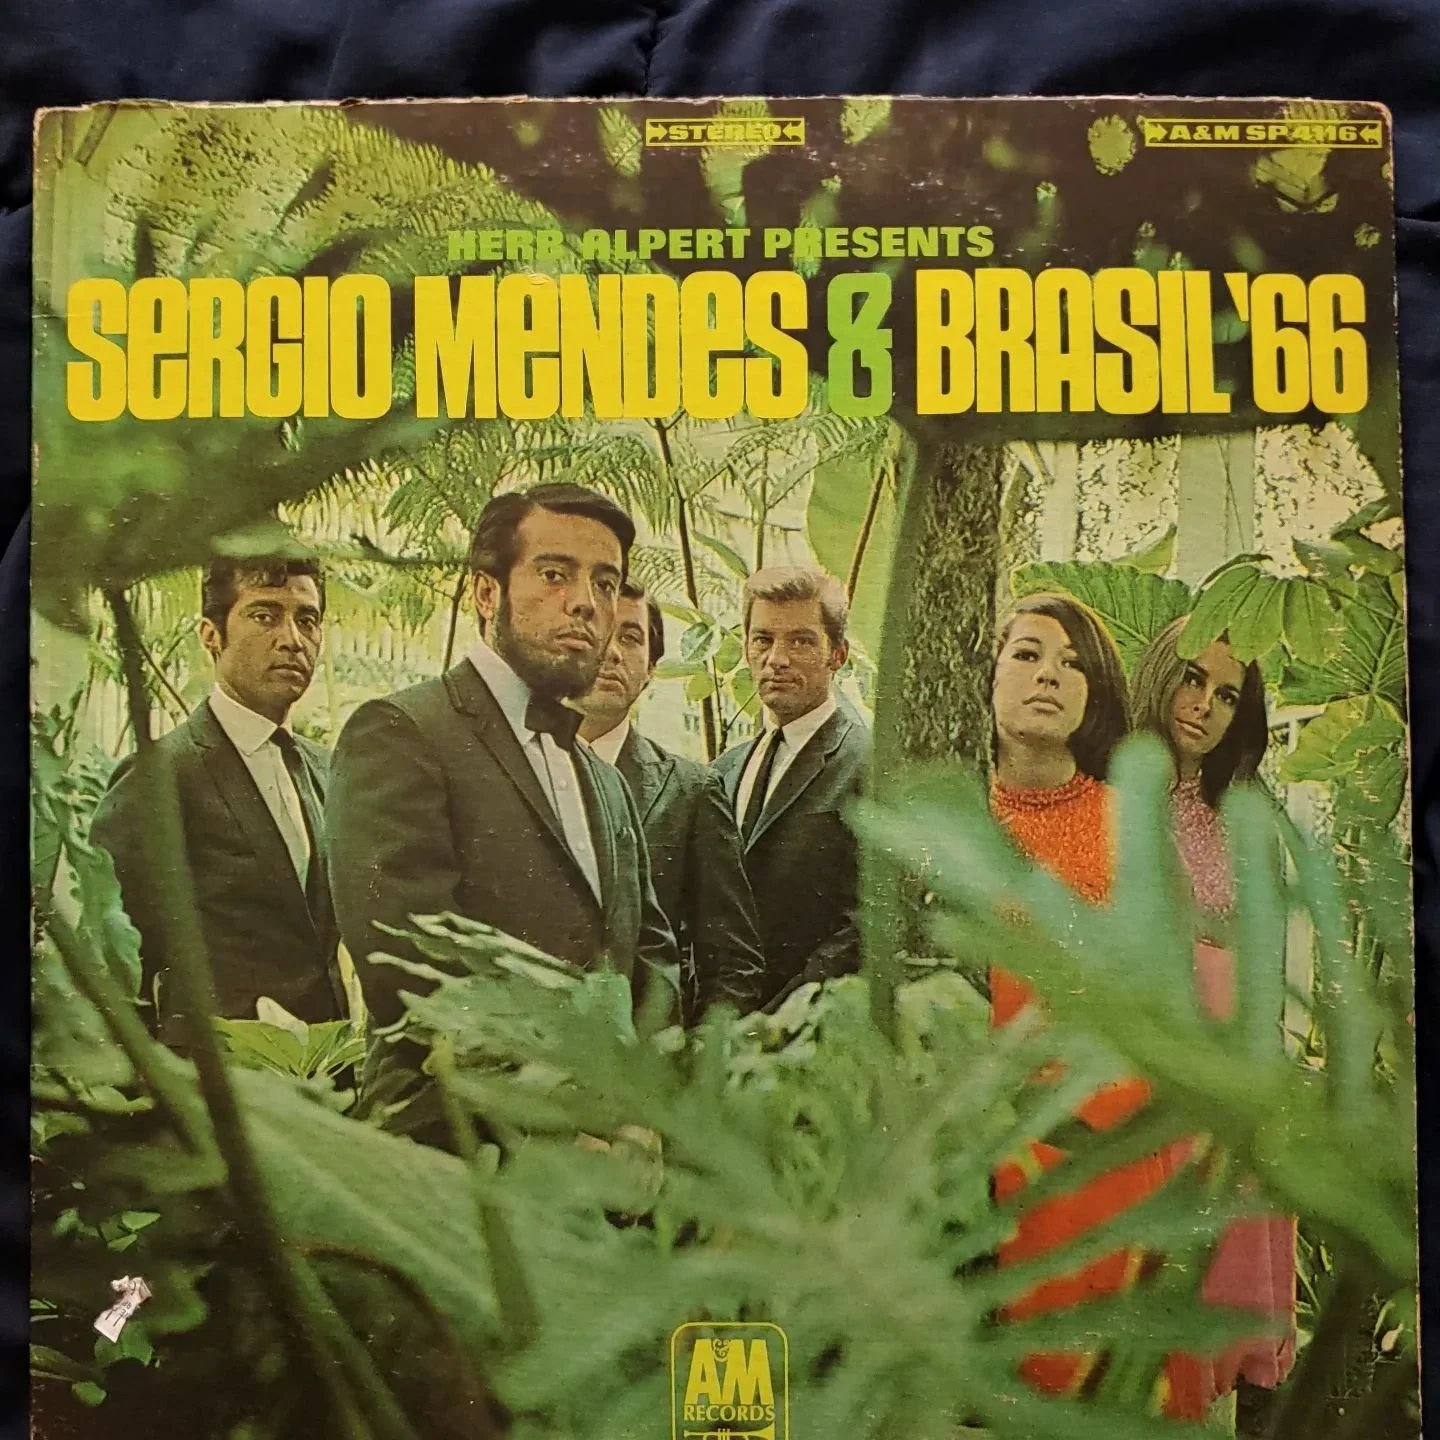 STEREO
A&M SP 4116
HERB ALPERT PRESENTS
SERGIO MENDES & BRASIL '66
A&M
RECORDS